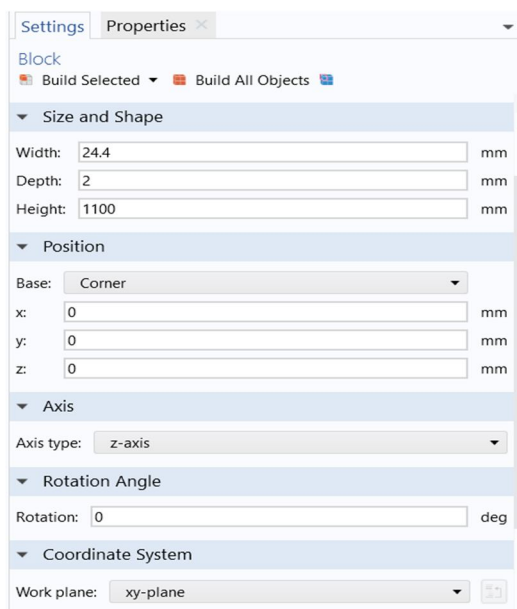 Settings Properties
Block
Build Selected Build All Objects
Size and Shape
Width: 24.4 mm
Depth: 2 mm
Height: 1100 mm
Position
Base: Corner
x: 0 mm
y: 0 mm
z: 0 mm
Axis
Axis type: z-axis
Rotation Angle
Rotation: 0 deg
Coordinate System
Work plane: xy-plane